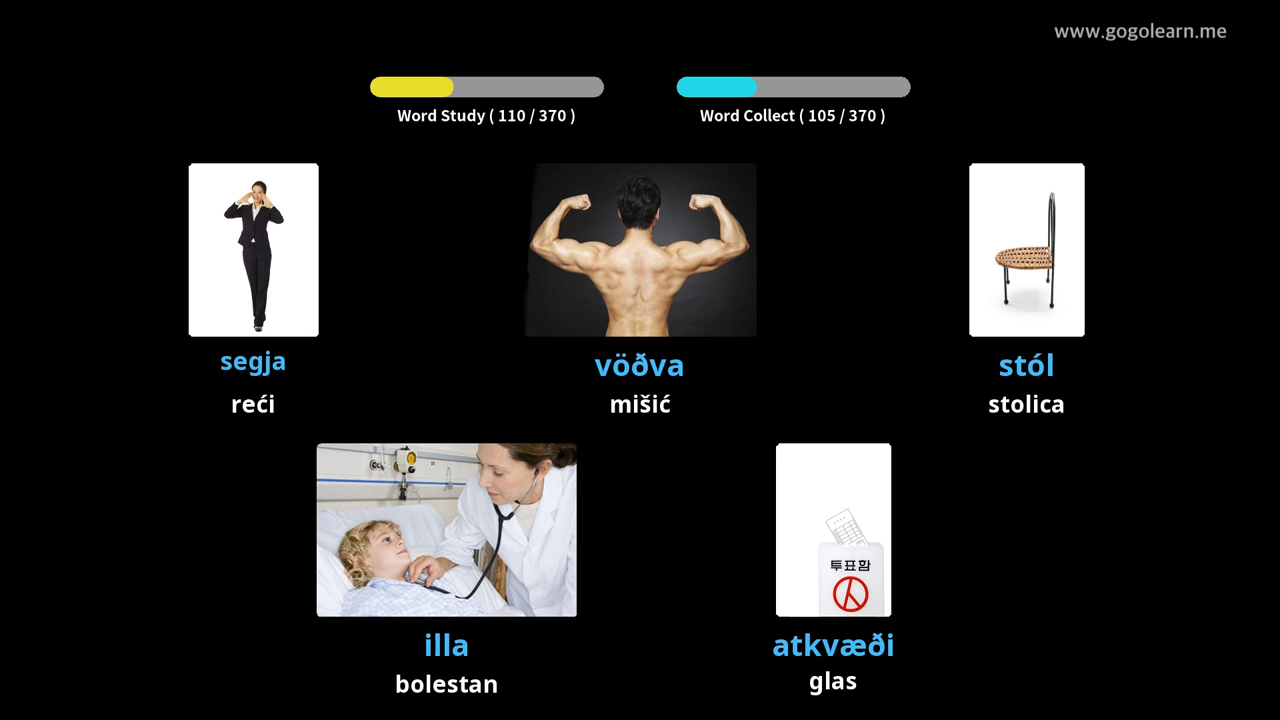 www.gogolearn.me
Word Study ( 110 / 370 )
Word Collect ( 105 / 370 )
segja
reći
vöðva
mišić
stól
stolica
투표함
illa
bolestan
atkvæði
glas